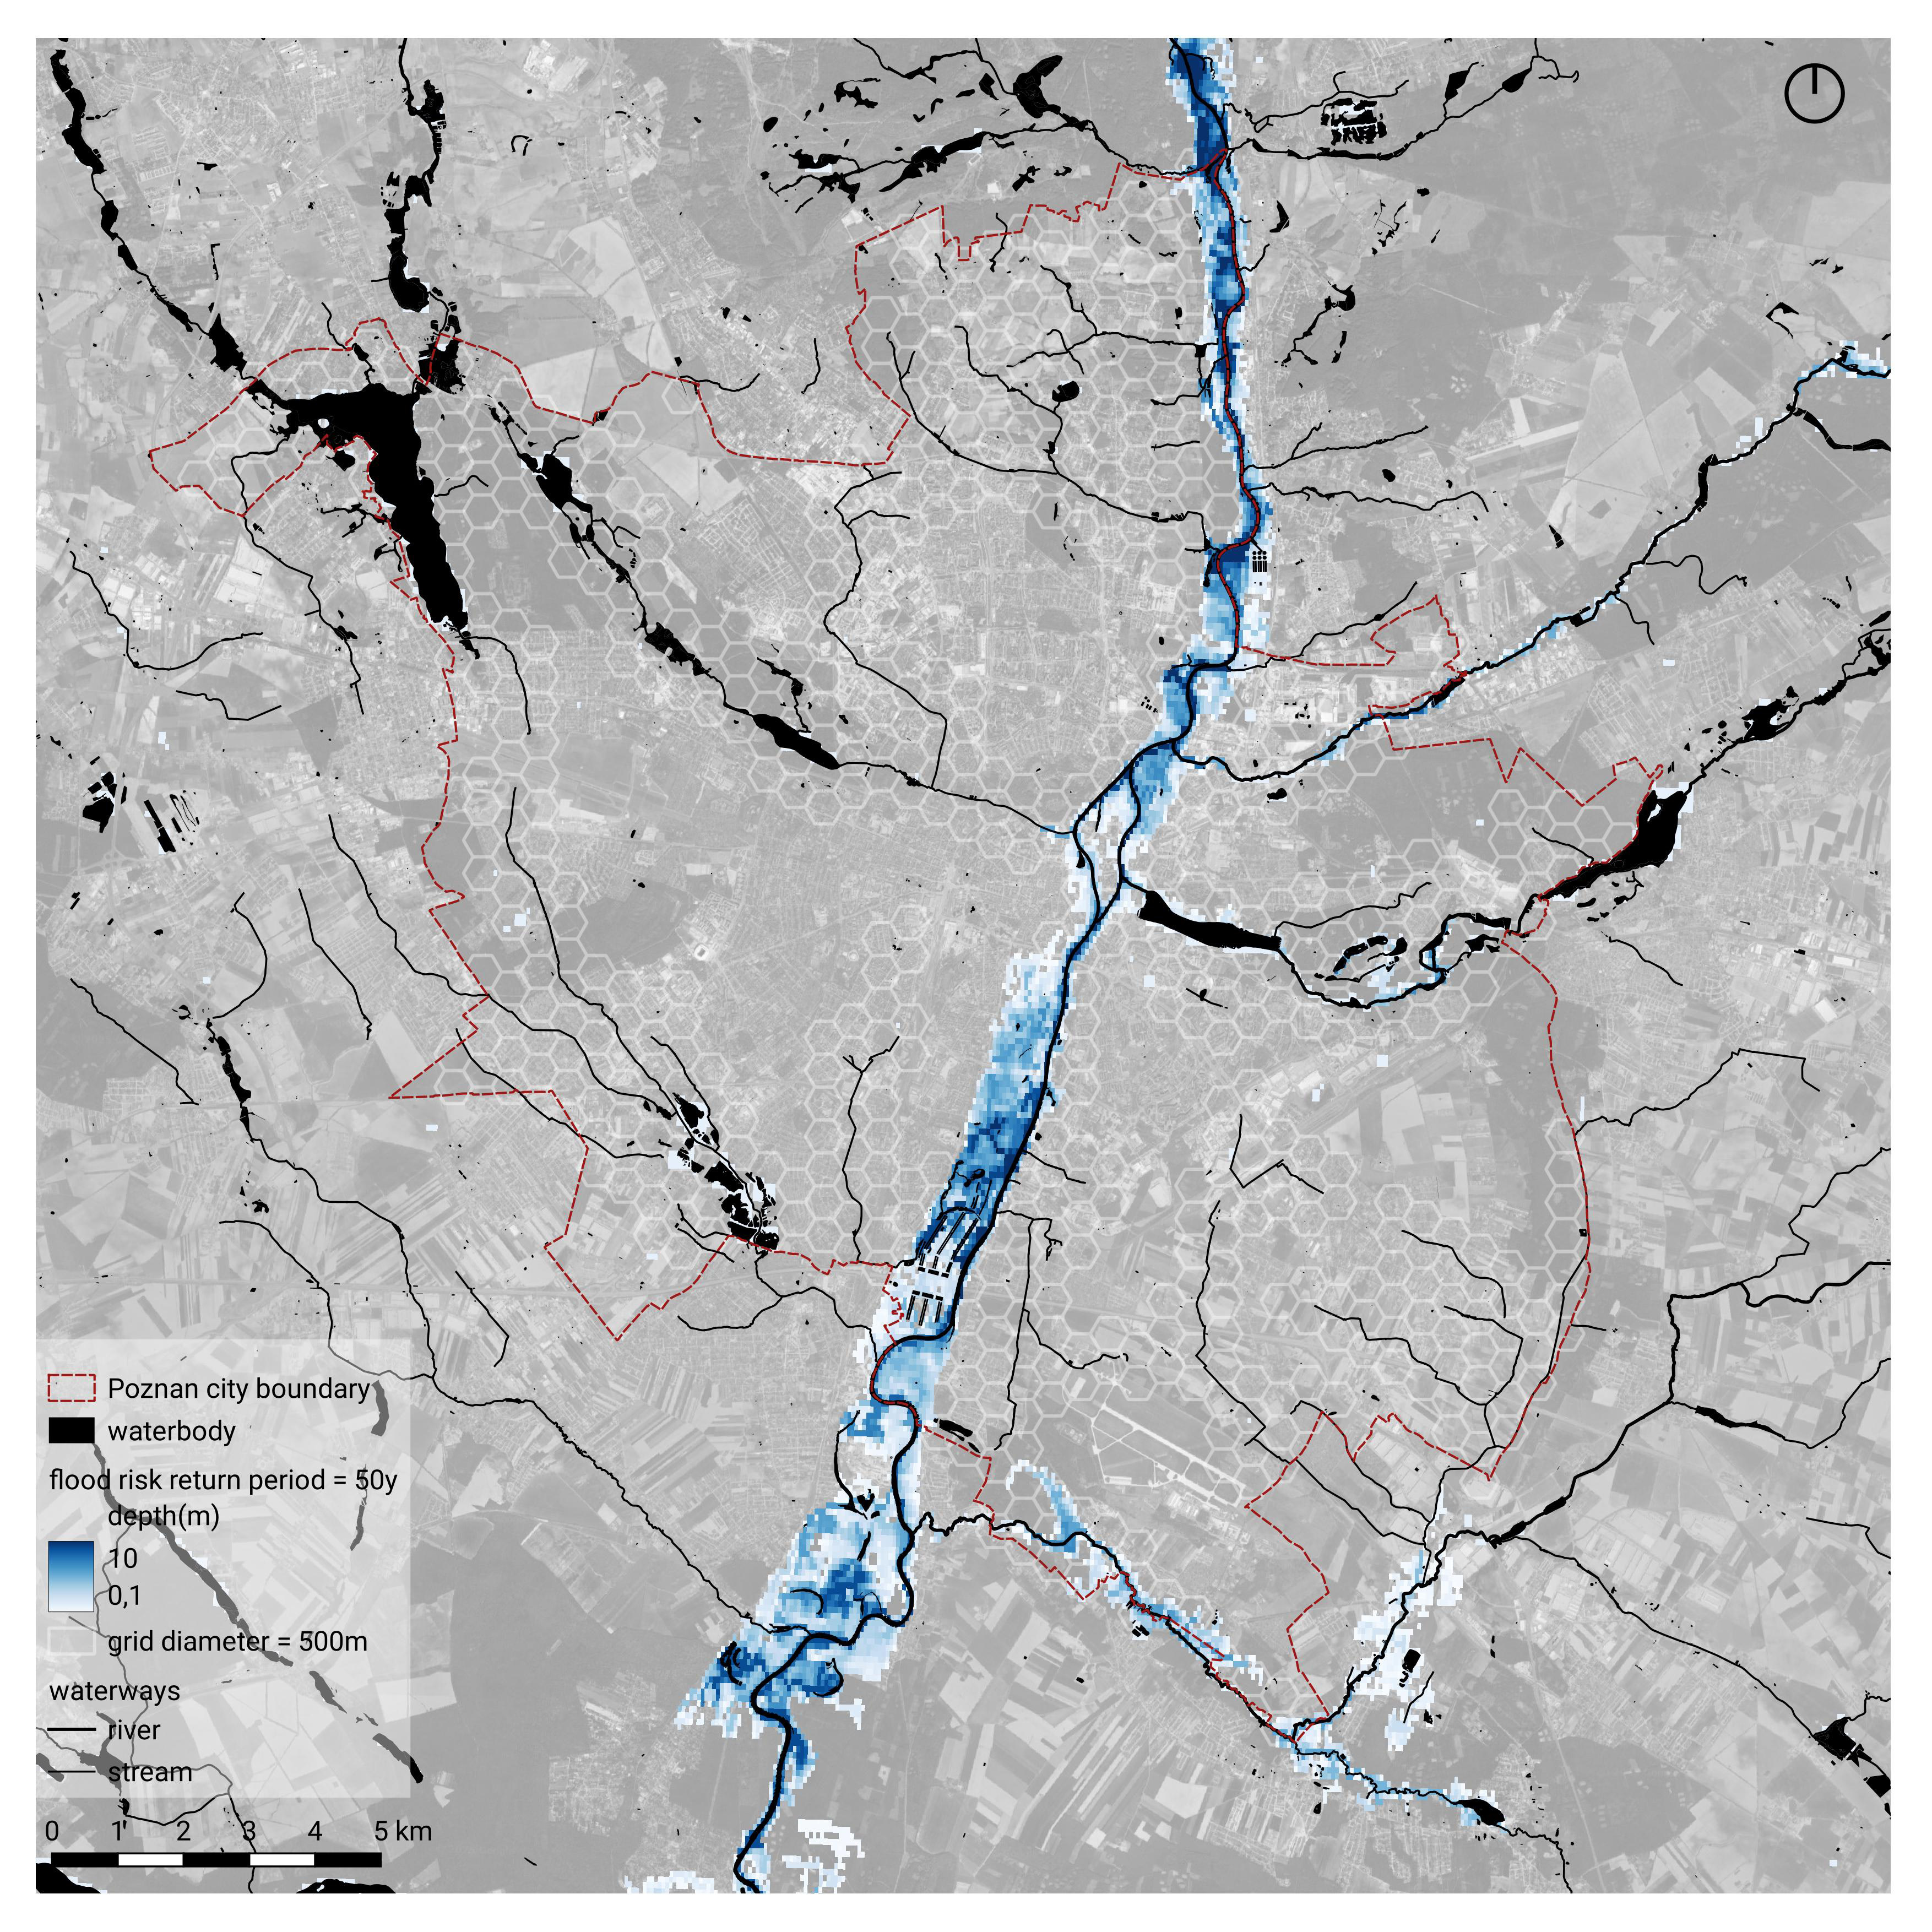 Poznan city boundary
waterbody
flood risk return period = 50y
depth(m)
10
0,1
grid diameter = 500m
waterways
river
stream
0 1 2 3 4 5 km